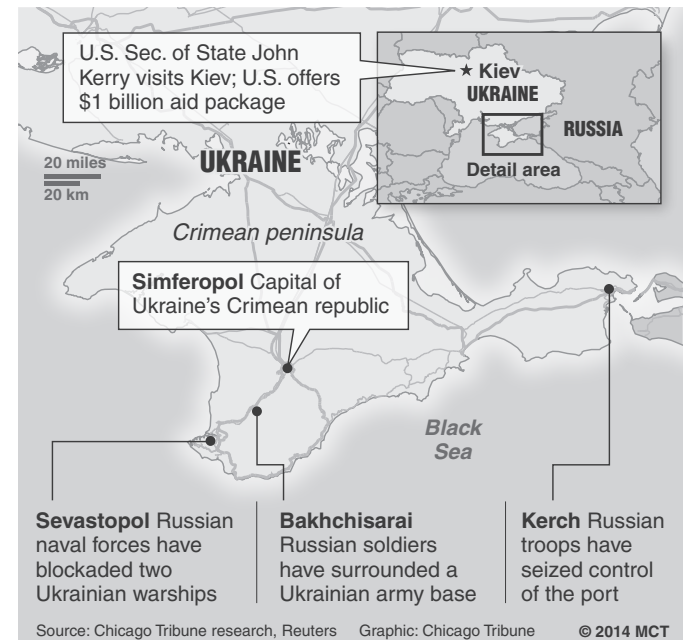 U.S. Sec. of State John
Kerry visits Kiev; U.S. offers
$1 billion aid package
★ Kiev
UKRAINE
RUSSIA
Detail area
20 miles
20 km
UKRAINE
Crimean peninsula
Simferopol Capital of
Ukraine's Crimean republic
Black
Sea
Sevastopol Russian
naval forces have
blockaded two
Ukrainian warships
Bakhchisarai
Russian soldiers
have surrounded a
Ukrainian army base
Kerch Russian
troops have
seized control
of the port
Source: Chicago Tribune research, Reuters Graphic: Chicago Tribune © 2014 MCT